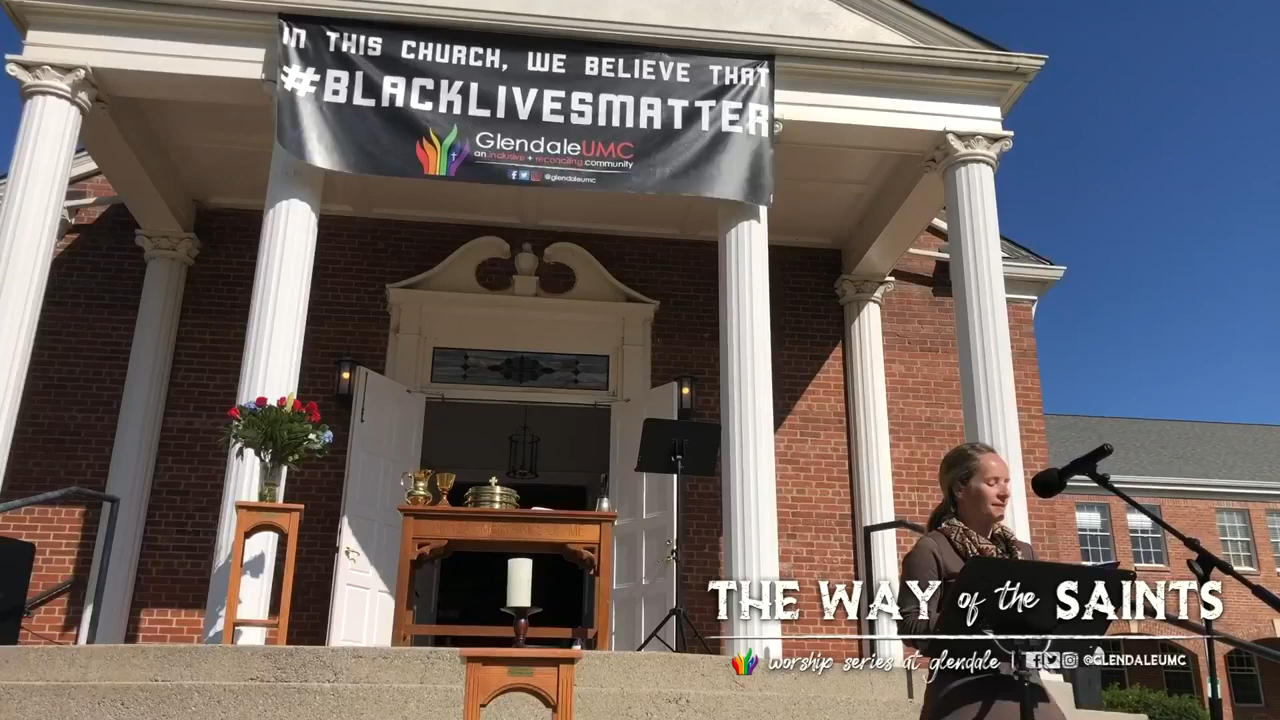 IN THIS CHURCH, WE BELIEVE THAT
#BLACKLIVESMATTER
GlendaleUMC
an inclusive + reconciling community
@glendaleumc
THE WAY of the SAINTS
worship series at glendale | @GLENDALEUMC